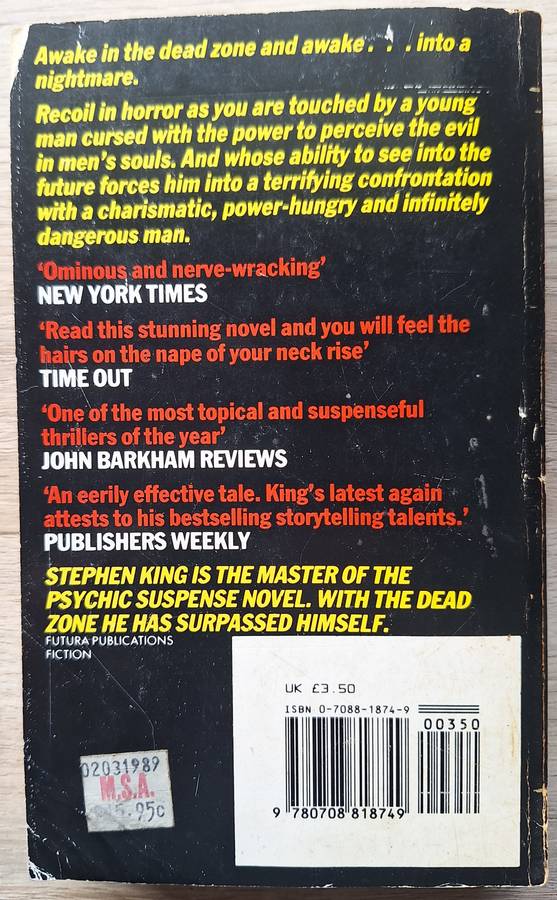 Awake in the dead zone and awake . . . into a
nightmare.
Recoil in horror as you are touched by a young
man cursed with the power to perceive the evil
in men's souls. And whose ability to see into the
future forces him into a terrifying confrontation
with a charismatic, power-hungry and infinitely
dangerous man.
'Ominous and nerve-wracking'
NEW YORK TIMES
'Read this stunning novel and you will feel the
hairs on the nape of your neck rise'
TIME OUT
'One of the most topical and suspenseful
thrillers of the year'
JOHN BARKHAM REVIEWS
'An eerily effective tale. King's latest again
attests to his bestselling storytelling talents.'
PUBLISHERS WEEKLY
STEPHEN KING IS THE MASTER OF THE
PSYCHIC SUSPENSE NOVEL. WITH THE DEAD
ZONE HE HAS SURPASSED HIMSELF.
FUTURA PUBLICATIONS
FICTION
UK £3.50
ISBN 0-7088-1874-9
00350
9 780708 818749
02031989
M.S.A.
5.95c